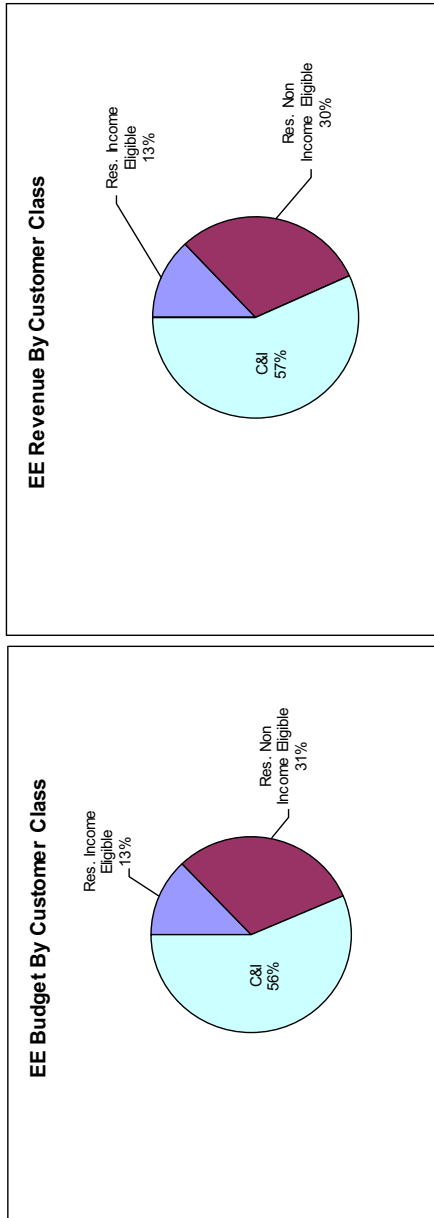 EE Budget By Customer Class
Res. Income
Eligible
13%
Res. Non
Income Eligible
31%
C&I
56%
EE Revenue By Customer Class
Res. Income
Eligible
13%
Res. Non
Income Eligible
30%
C&I
57%